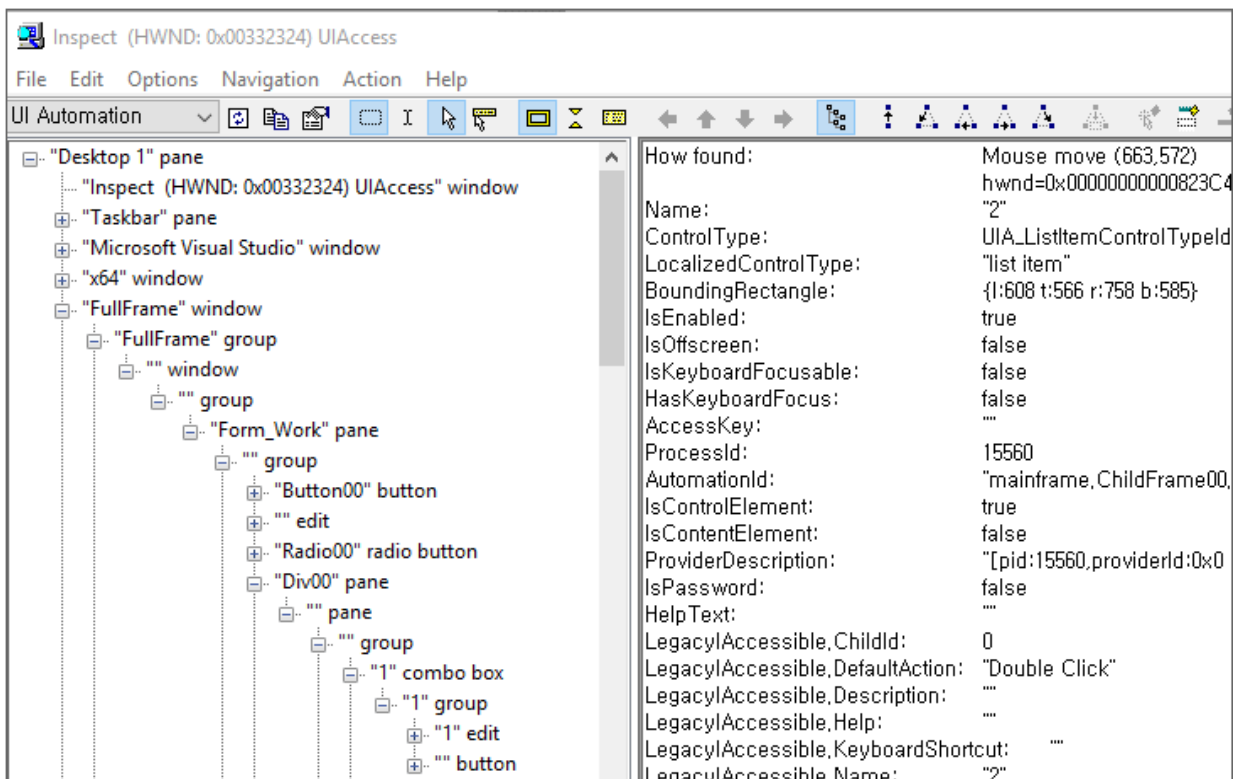 Inspect (HWND: 0x00332324) UIAccess
File Edit Options Navigation Action Help
UI Automation
"Desktop 1" pane
"Inspect (HWND: 0x00332324) UIAccess" window
"Taskbar" pane
"Microsoft Visual Studio" window
"x64" window
"FullFrame" window
"FullFrame" group
"" window
"" group
"Form_Work" pane
"" group
"Button00" button
"" edit
"Radio00" radio button
"Div00" pane
"" pane
"" group
"1" combo box
"1" group
"1" edit
"" button
How found: Mouse move (663,572)
hwnd=0x00000000000823C4
Name: "2"
ControlType: UIA_ListItemControlTypeId
LocalizedControlType: "list item"
BoundingRectangle: {l:608 t:566 r:758 b:585}
IsEnabled: true
IsOffscreen: false
IsKeyboardFocusable: false
HasKeyboardFocus: false
AccessKey: ""
ProcessId: 15560
AutomationId: "mainframe,ChildFrame00,
IsControlElement: true
IsContentElement: false
ProviderDescription: "[pid:15560,providerId:0x0
IsPassword: false
HelpText: ""
LegacyIAccessible,ChildId: 0
LegacyIAccessible,DefaultAction: "Double Click"
LegacyIAccessible,Description: ""
LegacyIAccessible,Help: ""
LegacyIAccessible,KeyboardShortcut: ""
LegacyIAccessible,Name: "2"